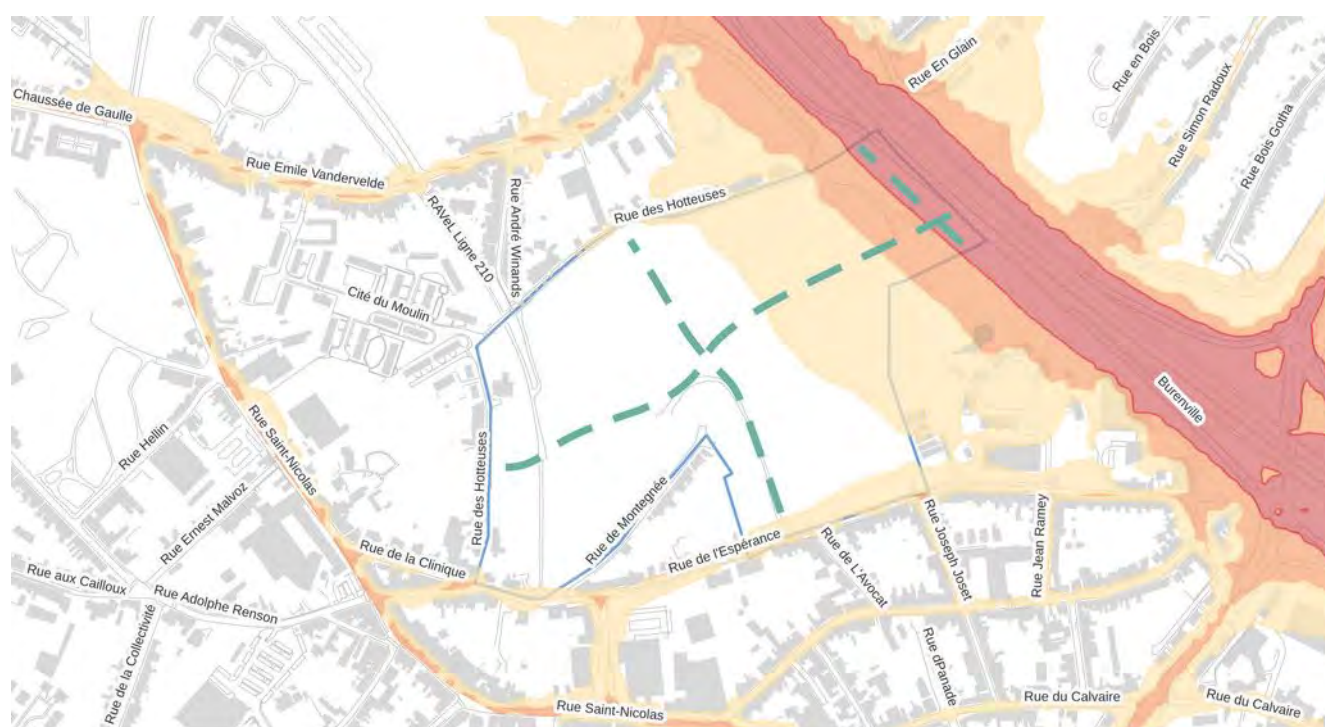 Rue En Glain
Rue en Bois
Rue Simon Radoux
Rue Bois Gotha
Chaussée de Gaulle
Rue Emile Vandervelde
RAVeL Ligne 210
Rue André Winands
Rue des Hotteuses
Cité du Moulin
Burenville
Rue Hellin
Rue Saint-Nicolas
Rue des Hotteuses
Rue de Montegnée
Rue Ernest Malvoz
Rue de la Clinique
Rue de l'Espérance
Rue de L'Avocat
Rue Joseph Joset
Rue Jean Ramey
Rue aux Cailloux
Rue Adolphe Renson
Rue de la Collectivité
Rue dPanade
Rue Saint-Nicolas
Rue du Calvaire
Rue du Calvaire